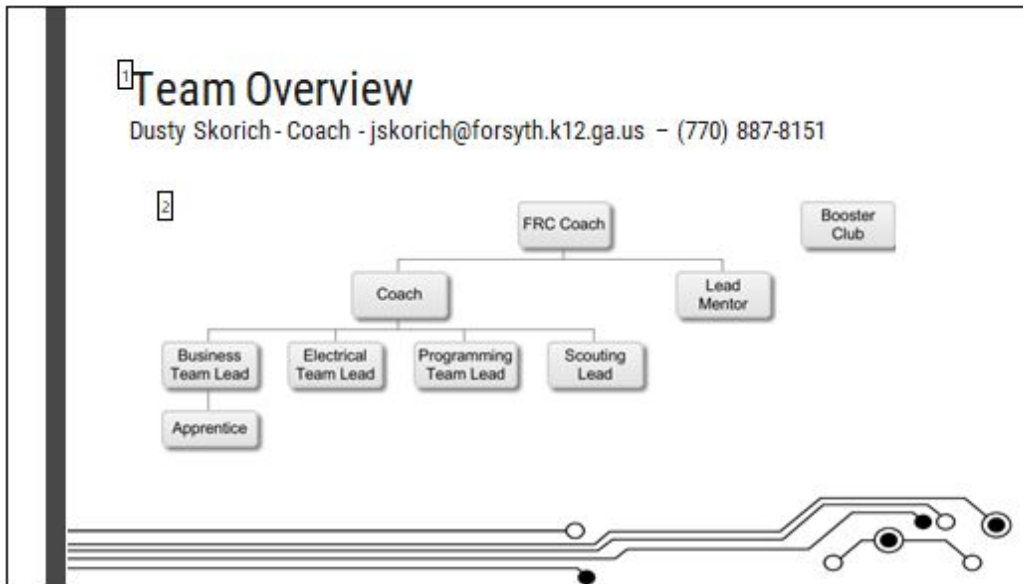 1
Team Overview
Dusty Skorich - Coach - jskorich@forsyth.k12.ga.us – (770) 887-8151
2
FRC Coach
Booster
Club
Coach
Lead
Mentor
Business
Team Lead
Electrical
Team Lead
Programming
Team Lead
Scouting
Lead
Apprentice